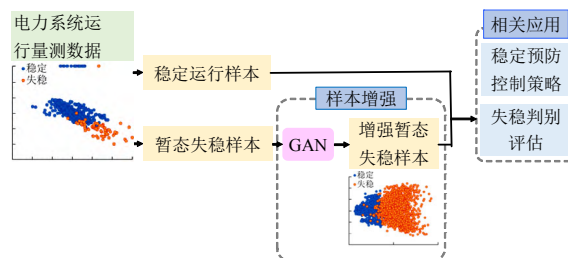 电力系统运
行量测数据
稳定
失稳
稳定运行样本
暂态失稳样本
样本增强
GAN
增强暂态
失稳样本
稳定
失稳
相关应用
稳定预防
控制策略
失稳判别
评估